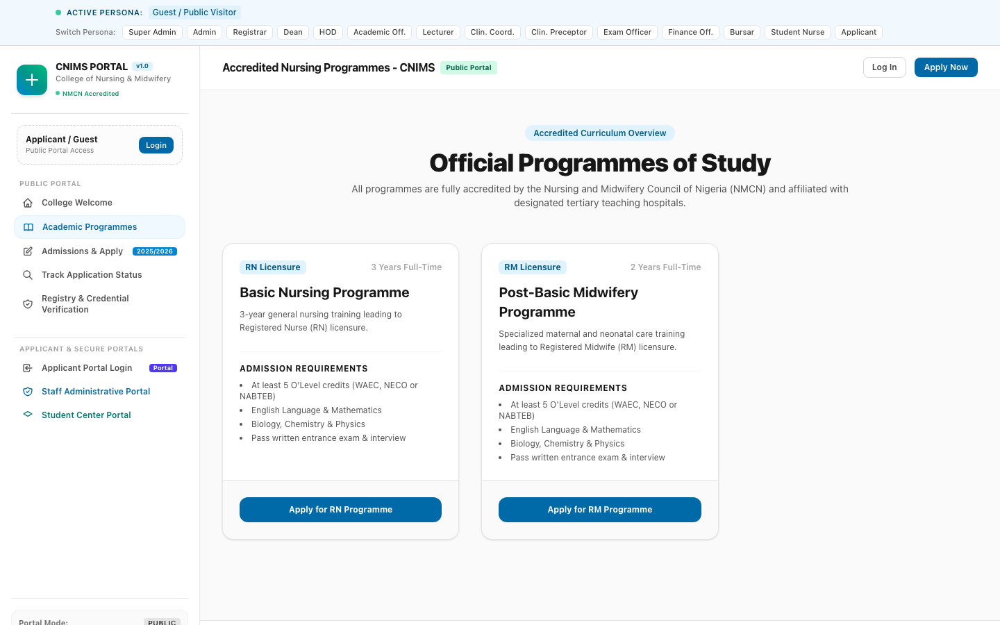 ACTIVE PERSONA: Guest / Public Visitor
Switch Persona: Super Admin Admin Registrar Dean HOD Academic Off. Lecturer Clin. Coord. Clin. Preceptor Exam Officer Finance Off. Bursar Student Nurse Applicant
CNIMS PORTAL v1.0
College of Nursing & Midwifery
NMCN Accredited
Applicant / Guest
Public Portal Access
Login
PUBLIC PORTAL
College Welcome
Academic Programmes
Admissions & Apply 2025/2026
Track Application Status
Registry & Credential
Verification
APPLICANT & SECURE PORTALS
Applicant Portal Login Portal
Staff Administrative Portal
Student Center Portal
Portal Mode: PUBLIC
Accredited Nursing Programmes - CNIMS Public Portal
Log In
Apply Now
Accredited Curriculum Overview
Official Programmes of Study
All programmes are fully accredited by the Nursing and Midwifery Council of Nigeria (NMCN) and affiliated with
designated tertiary teaching hospitals.
RN Licensure 3 Years Full-Time
Basic Nursing Programme
3-year general nursing training leading to
Registered Nurse (RN) licensure.
ADMISSION REQUIREMENTS
• At least 5 O'Level credits (WAEC, NECO or
NABTEB)
• English Language & Mathematics
• Biology, Chemistry & Physics
• Pass written entrance exam & interview
Apply for RN Programme
RM Licensure 2 Years Full-Time
Post-Basic Midwifery
Programme
Specialized maternal and neonatal care training
leading to Registered Midwife (RM) licensure.
ADMISSION REQUIREMENTS
• At least 5 O'Level credits (WAEC, NECO or
NABTEB)
• English Language & Mathematics
• Biology, Chemistry & Physics
• Pass written entrance exam & interview
Apply for RM Programme